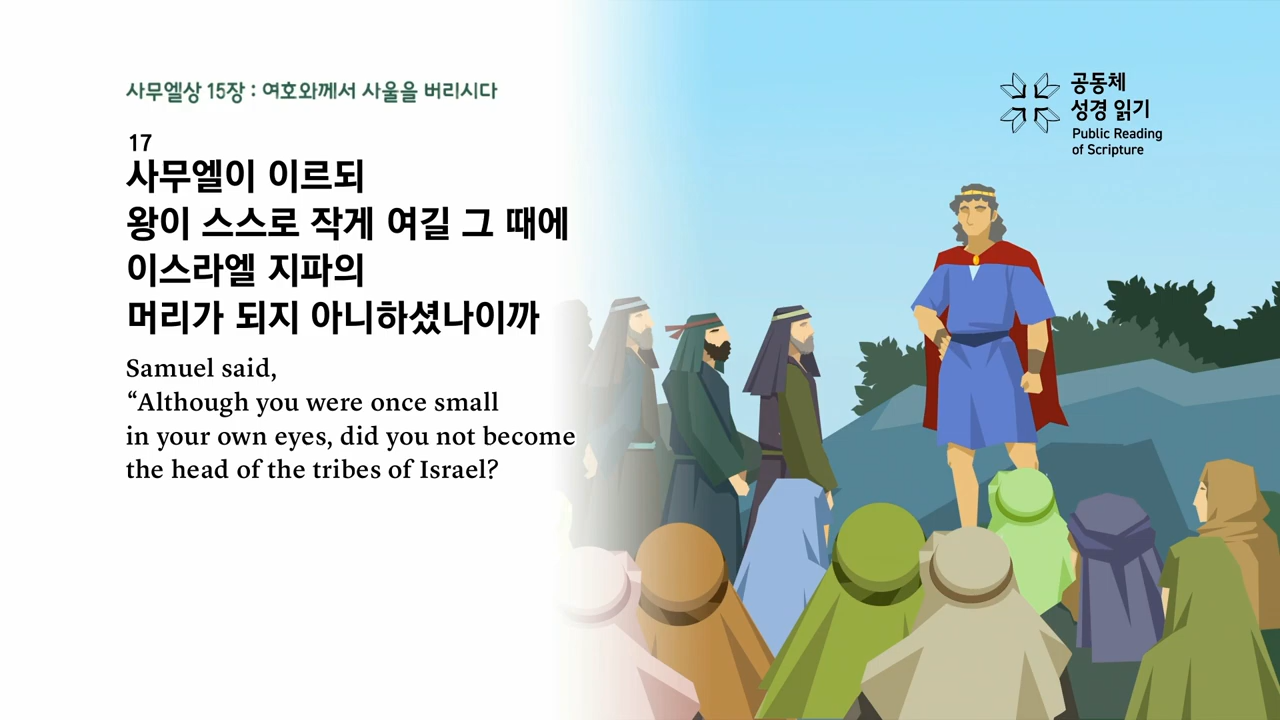 사무엘상 15장 : 여호와께서 사울을 버리시다
17
사무엘이 이르되
왕이 스스로 작게 여길 그 때에
이스라엘 지파의
머리가 되지 아니하셨나이까
Samuel said,
“Although you were once small
in your own eyes, did you not become
the head of the tribes of Israel?
공동체
성경 읽기
Public Reading
of Scripture